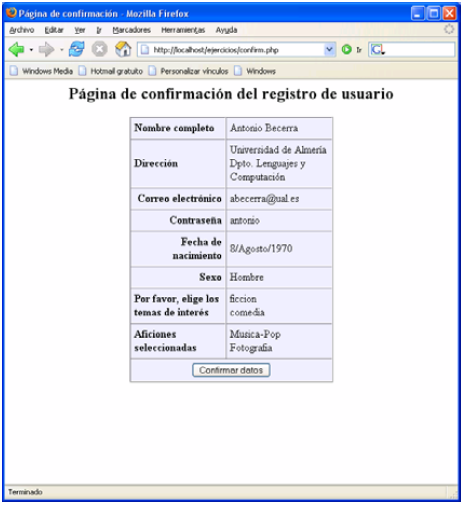 Página de confirmación - Mozilla Firefox
Archivo Editar Ver Ir Marcadores Herramientas Ayuda
http://localhost/ejercicios/confirm.php
Ir
Windows Media Hotmail gratuito Personalizar vínculos Windows
Página de confirmación del registro de usuario
Nombre completo Antonio Becerra
Dirección Universidad de Almería
Dpto. Lenguajes y
Computación
Correo electrónico abecerra@ual.es
Contraseña antonio
Fecha de
nacimiento 8/Agosto/1970
Sexo Hombre
Por favor, elige los
temas de interés
ficcion
comedia
Aficiones
seleccionadas
Musica-Pop
Fotografia
Confirmar datos
Terminado